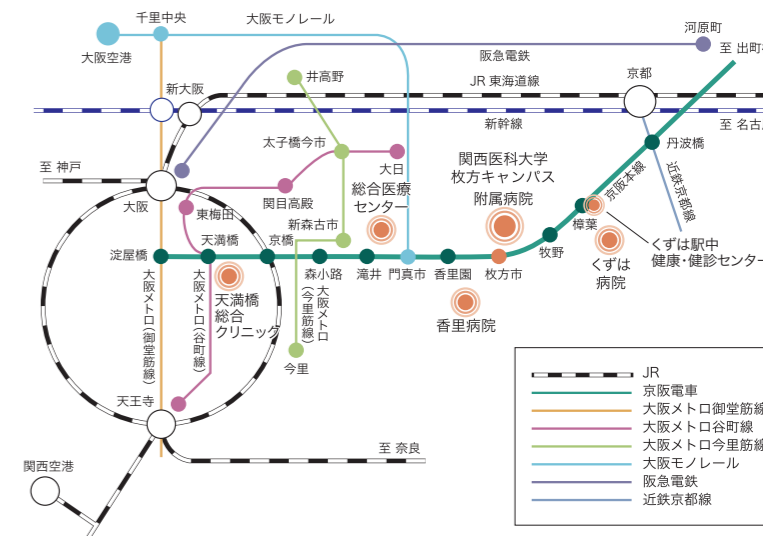 千里中央
大阪モノレール
河原町
至 出町
大阪空港
阪急電鉄
井高野
JR 東海道線
京都
新大阪
新幹線
至 名古
太子橋今市
丹波橋
至 神戸
大日
関西医科大学
枚方キャンパス
附属病院
総合医療
センター
京阪本線
近鉄京都線
大阪
東梅田
関目高殿
樟葉
新森古市
天満橋
京橋
牧野
くずは駅中
健康・健診センター
淀屋橋
くずは
病院
森小路
滝井
門真市
香里園
枚方市
大阪メトロ
(御堂筋線)
大阪メトロ
(谷町線)
天満橋
総合
クリニック
大阪メトロ
(今里筋線)
香里病院
今里
天王寺
至 奈良
関西空港
JR
京阪電車
大阪メトロ御堂筋線
大阪メトロ谷町線
大阪メトロ今里筋線
大阪モノレール
阪急電鉄
近鉄京都線